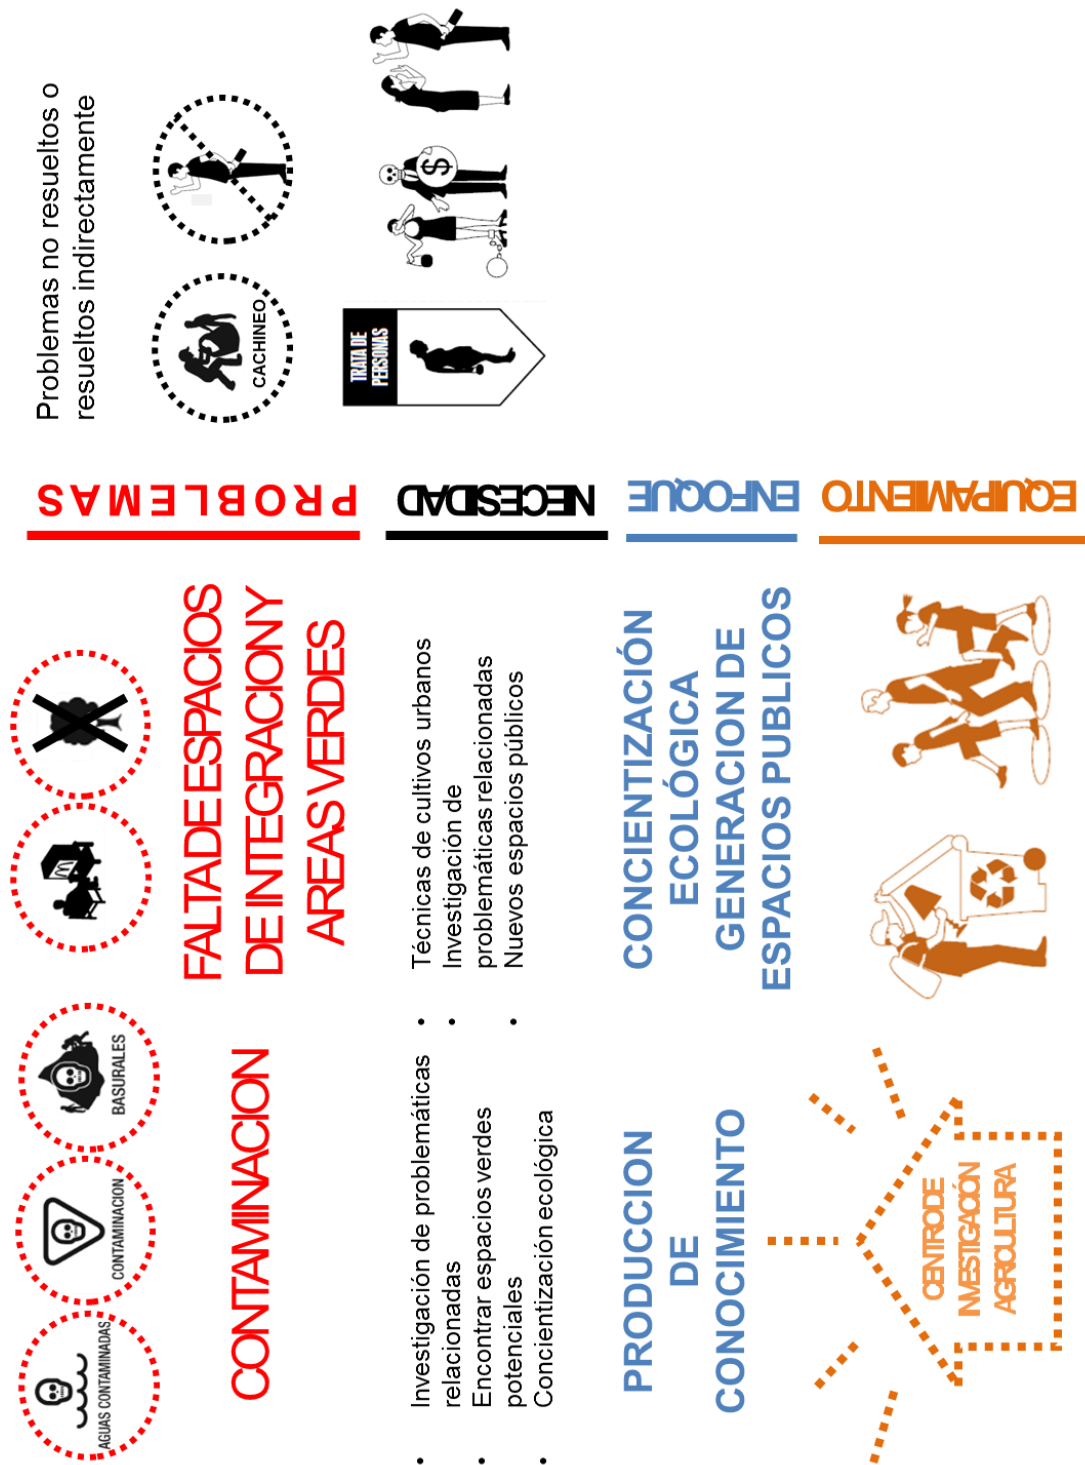 AGUAS CONTAMINADAS
CONTAMINACION
BASURALES
CONTAMINACION
FALTA DE ESPACIOS
DE INTEGRACION Y
AREAS VERDES
PROBLEMAS
Problemas no resueltos o
resueltos indirectamente
CACHINEO
TRATA DE
PERSONAS
$
• Investigación de problemáticas
relacionadas
• Encontrar espacios verdes
potenciales
• Concientización ecológica
• Técnicas de cultivos urbanos
• Investigación de
problemáticas relacionadas
• Nuevos espacios públicos
NECESIDAD
PRODUCCION
DE
CONOCIMIENTO
CONCIENTIZACIÓN
ECOLÓGICA
GENERACION DE
ESPACIOS PUBLICOS
ENFOQUE
CENTRO DE
INVESTIGACIÓN
AGRICULTURA
EQUIPAMIENTO